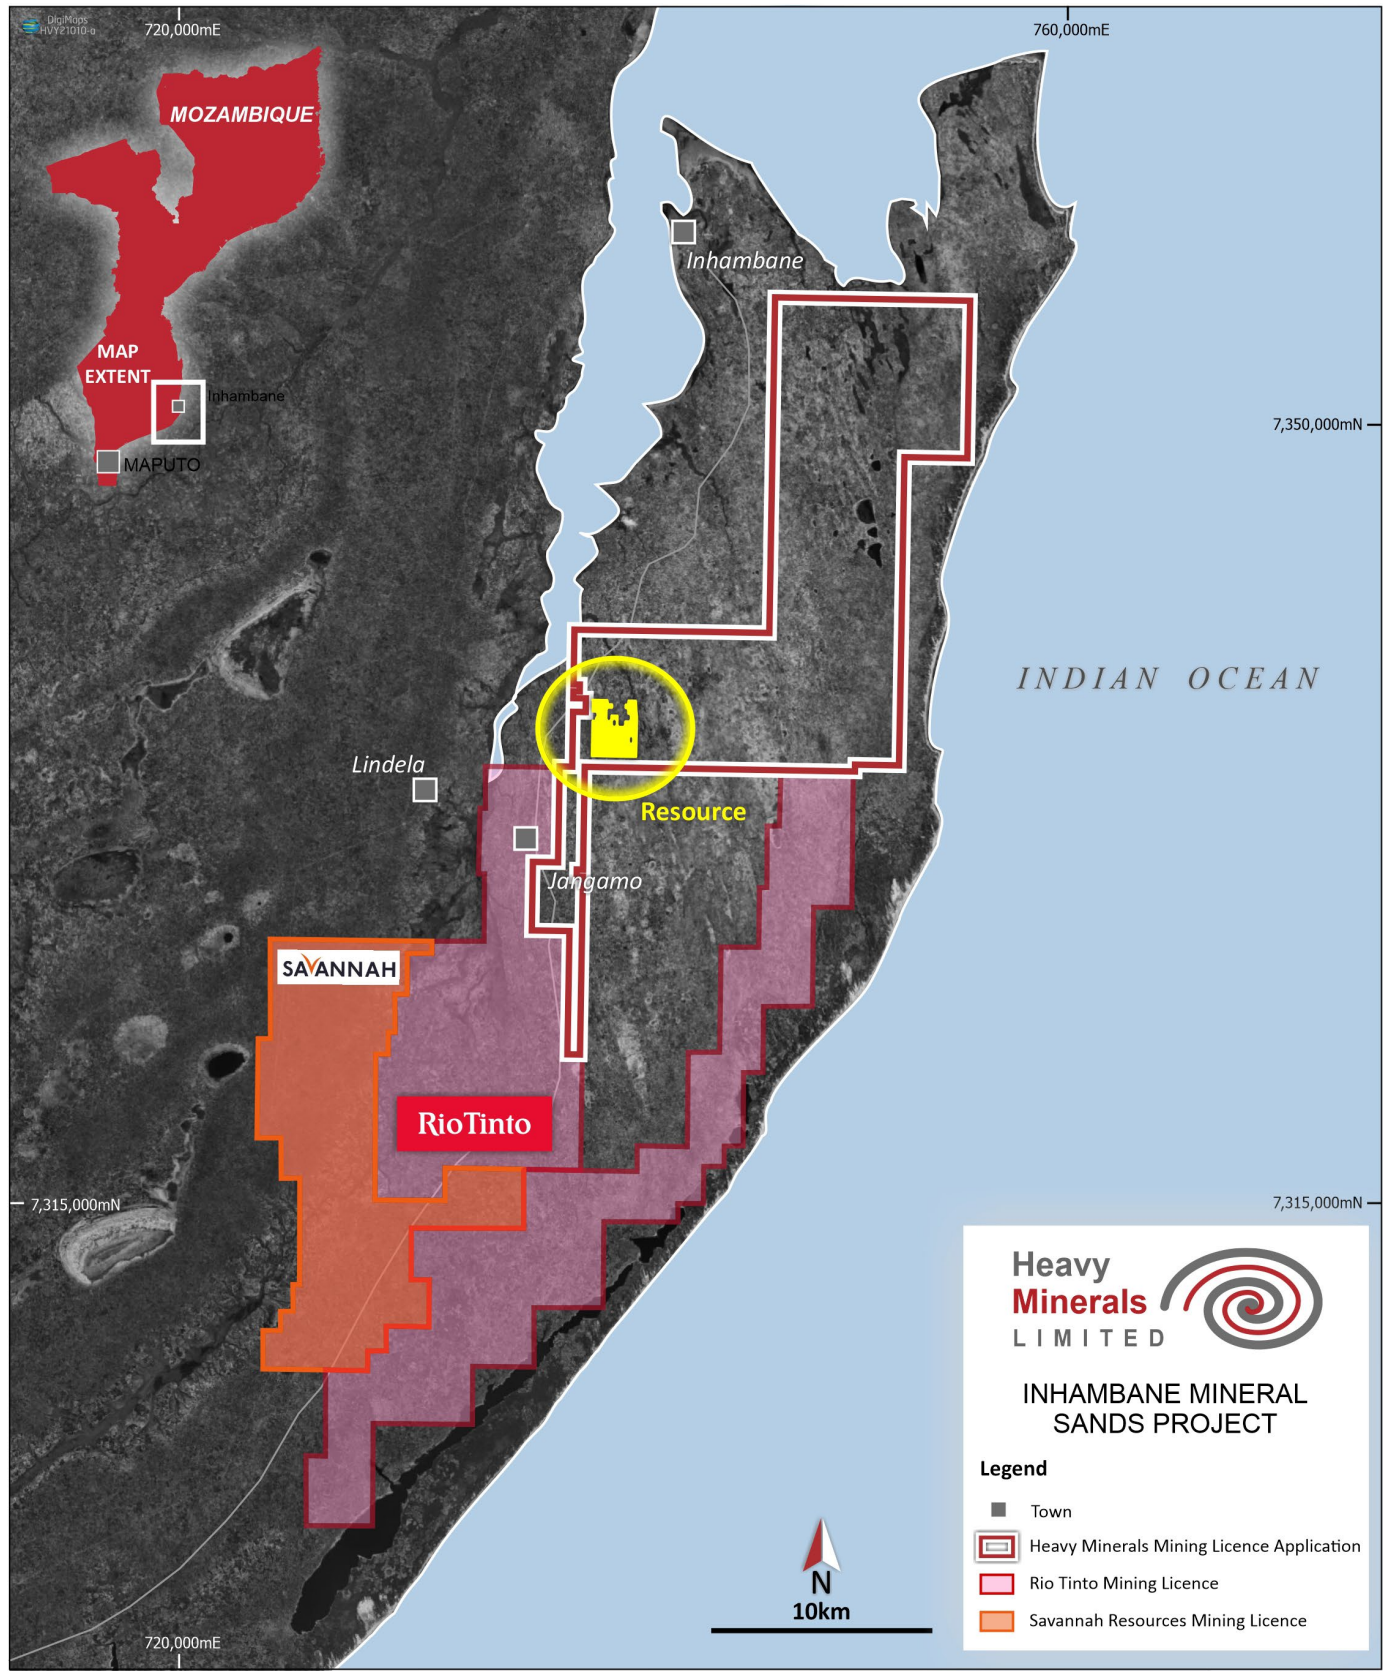 DigiMaps
HVY21010-a
720,000mE
760,000mE
MOZAMBIQUE
Inhambane
MAP
EXTENT
Inhambane
7,350,000mN
MAPUTO
INDIAN OCEAN
Lindela
Resource
Jangamo
SAVANNAH
RioTinto
7,315,000mN
7,315,000mN
Heavy
Minerals
LIMITED
INHAMBANE MINERAL
SANDS PROJECT
Legend
Town
Heavy Minerals Mining Licence Application
Rio Tinto Mining Licence
Savannah Resources Mining Licence
N
10km
720,000mE